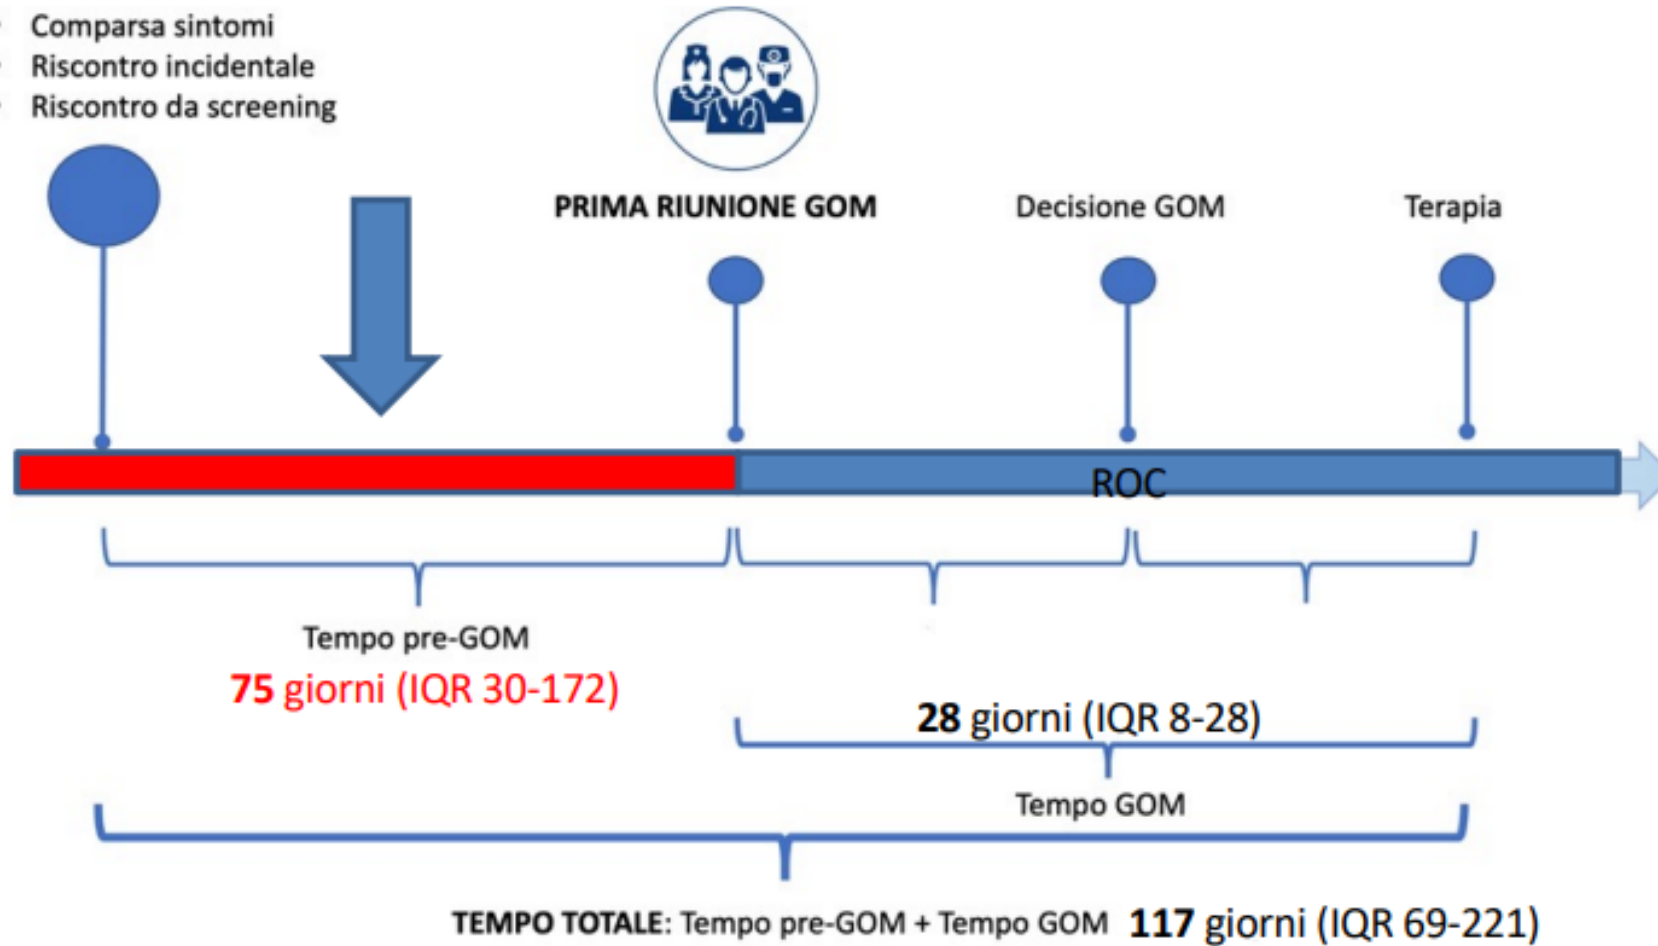 Comparsa sintomi
Riscontro incidentale
Riscontro da screening
PRIMA RIUNIONE GOM
Decisione GOM
Terapia
ROC
Tempo pre-GOM
75 giorni (IQR 30-172)
28 giorni (IQR 8-28)
Tempo GOM
TEMPO TOTALE: Tempo pre-GOM + Tempo GOM 117 giorni (IQR 69-221)